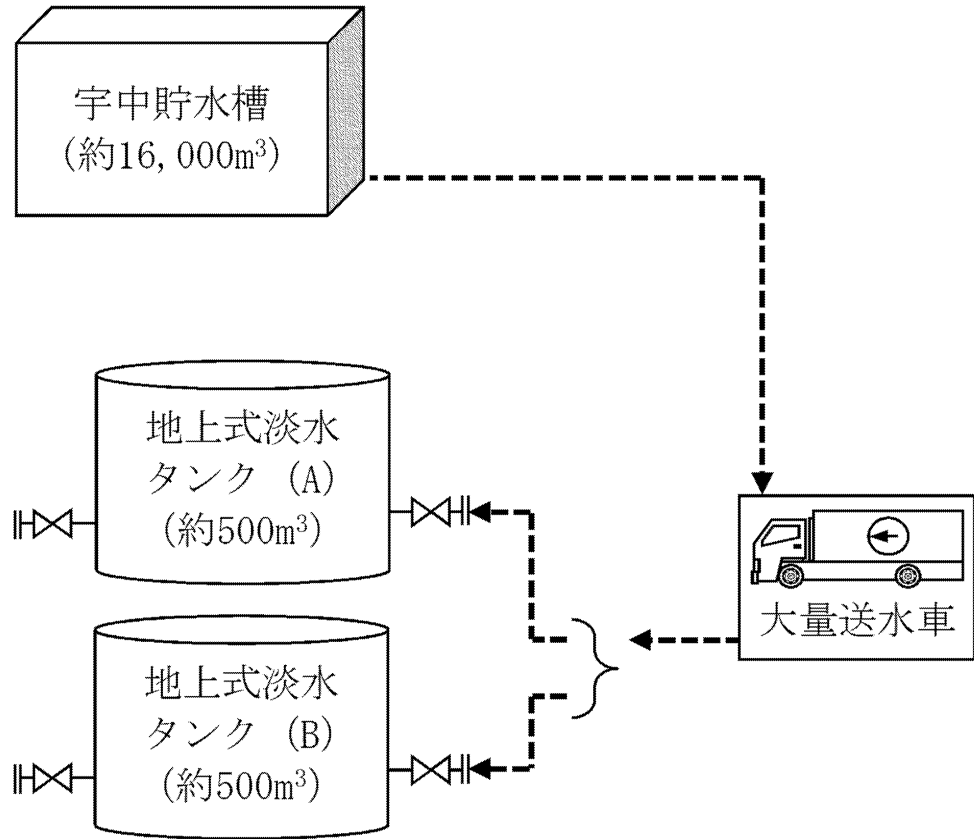 宇中貯水槽
(約16,000m³)
地上式淡水
タンク (A)
(約500m³)
大量送水車
地上式淡水
タンク (B)
(約500m³)